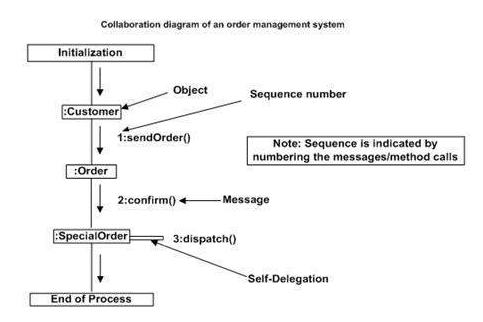 Collaboration diagram of an order management system
Initialization
Object
Sequence number
:Customer
1:sendOrder()
Note: Sequence is indicated by
numbering the messages/method calls
:Order
2:confirm()
Message
:SpecialOrder
3:dispatch()
Self-Delegation
End of Process